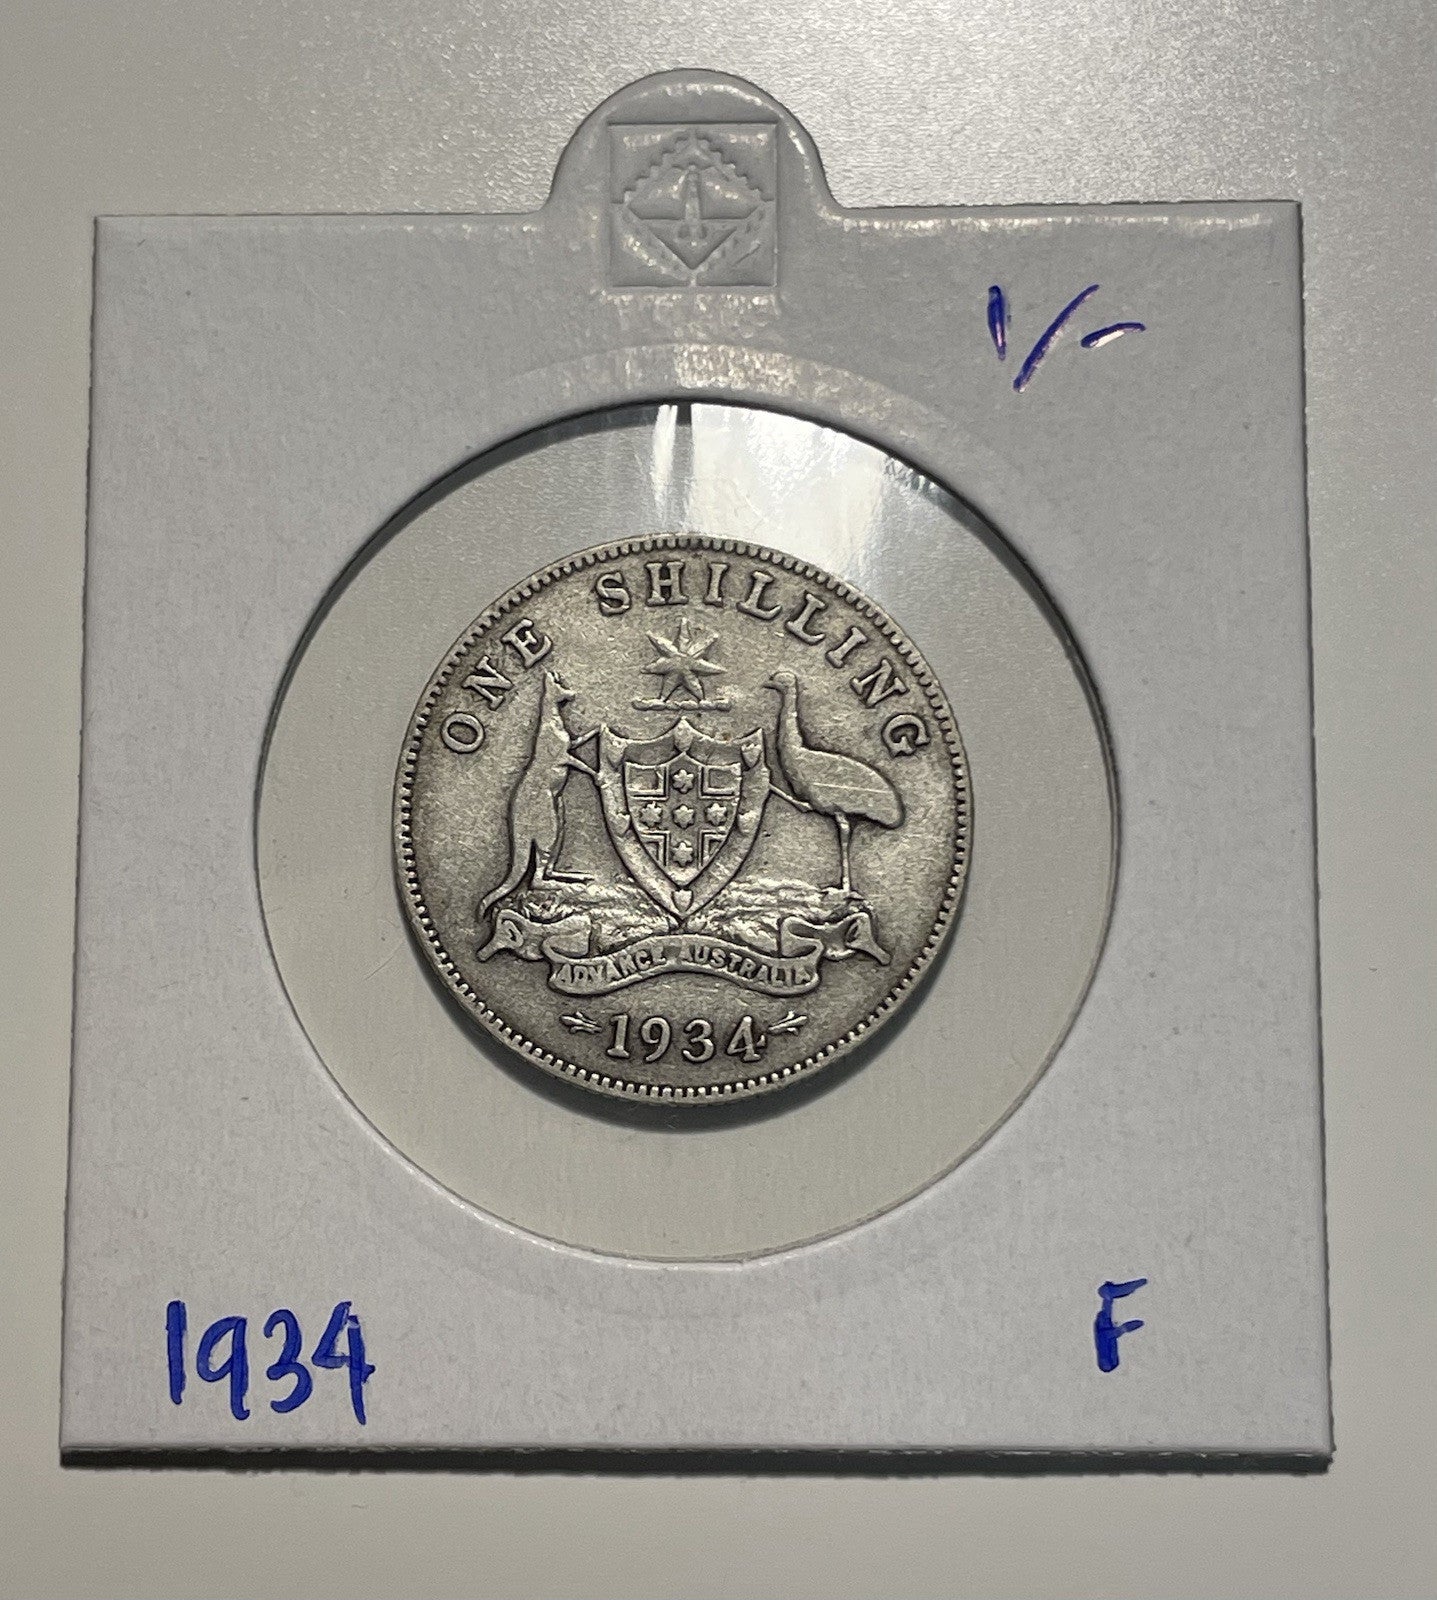 1/-
ONE SHILLING
ADVANCE AUSTRALIA
1934
1934
F